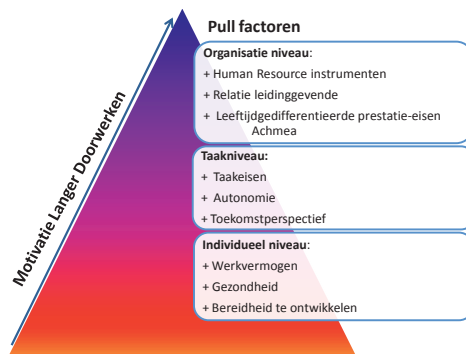 Pull factoren
Organisatie niveau:
+ Human Resource instrumenten
+ Relatie leidinggevende
+ Leeftijdgedifferentieerde prestatie-eisen
Achmea
Taakniveau:
+ Taakeisen
+ Autonomie
+ Toekomstperspectief
Individueel niveau:
+ Werkvermogen
+ Gezondheid
+ Bereidheid te ontwikkelen
Motivatie Langer Doorwerken